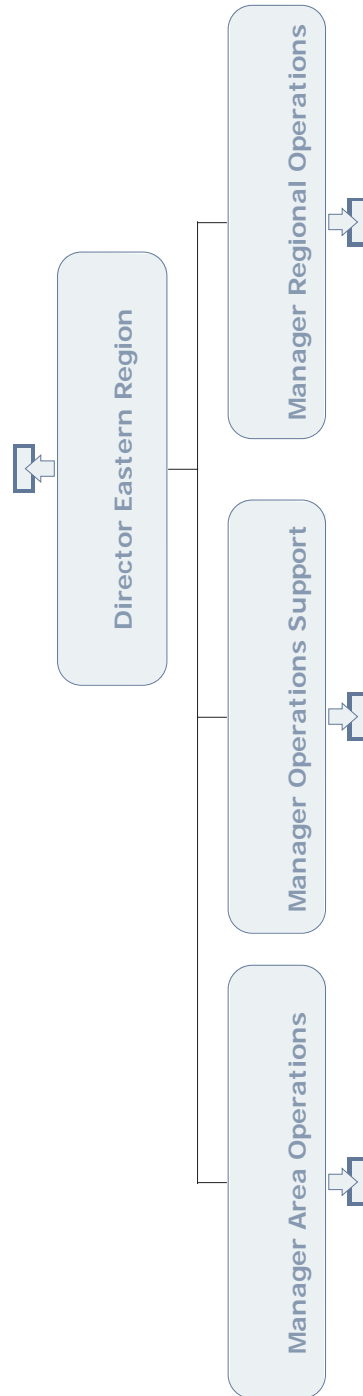 Director Eastern Region
Manager Area Operations
Manager Operations Support
Manager Regional Operations